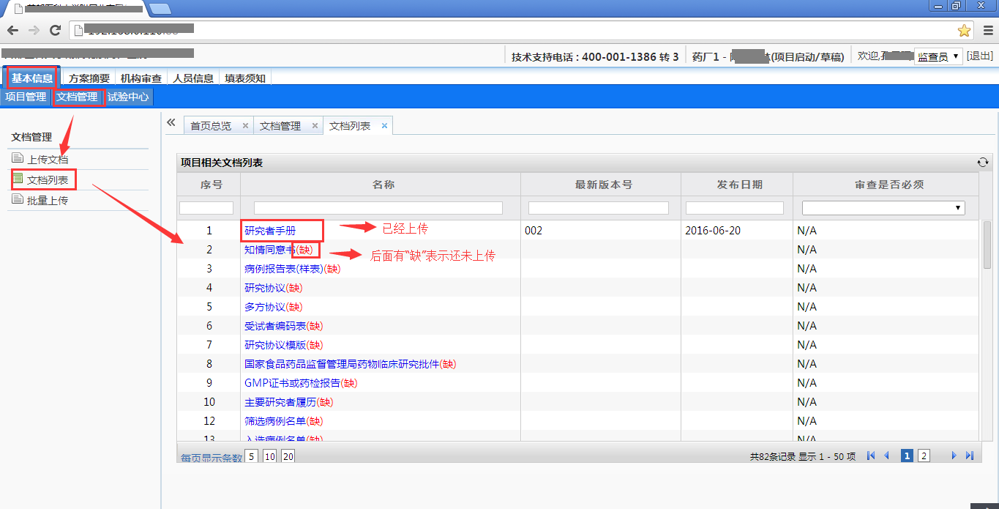 技术支持电话 : 400-001-1386 转 3 药厂1 - (项目启动/草稿) 欢迎, 监查员 [退出]
基本信息 方案摘要 机构审查 人员信息 填表须知
项目管理 文档管理 试验中心
文档管理
上传文档
文档列表
批量上传
首页总览 文档管理 文档列表
项目相关文档列表
序号 名称 最新版本号 发布日期 审查是否必须
1 研究者手册 已经上传 002 2016-06-20 N/A
2 知情同意书(缺) N/A
后面有“缺”表示还未上传
3 病例报告表(样表)(缺) N/A
4 研究协议(缺) N/A
5 多方协议(缺) N/A
6 受试者编码表(缺) N/A
7 研究协议模版(缺) N/A
8 国家食品药品监督管理局药物临床研究批件(缺) N/A
9 GMP证书或药检报告(缺) N/A
10 主要研究者履历(缺) N/A
12 筛选病例名单(缺) N/A
13 入选病例名单(缺) N/A
每页显示条数 5 10 20 共82条记录 显示 1 - 50 项 1 2